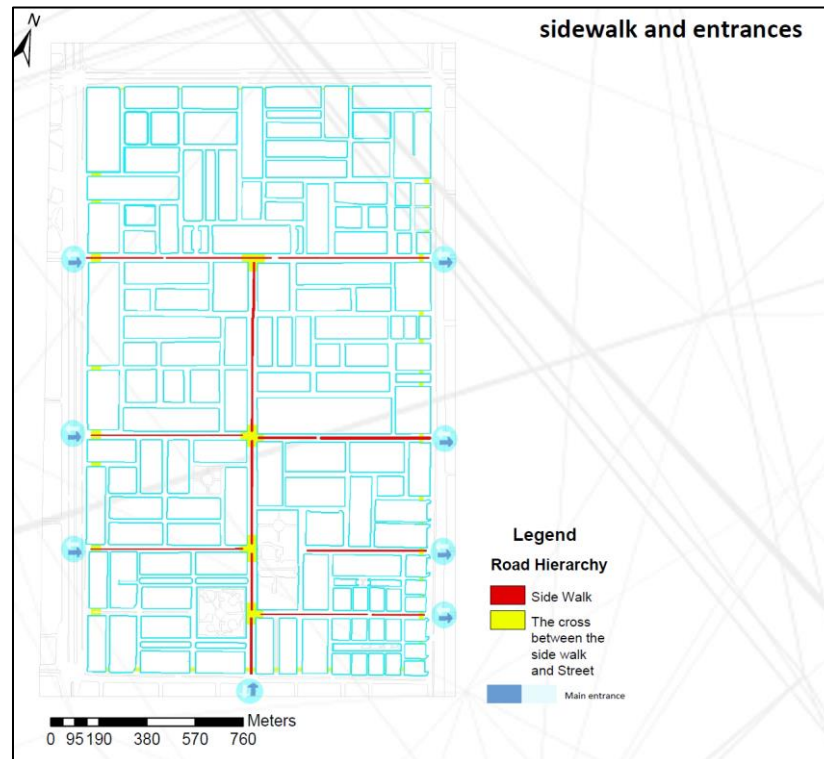 N
sidewalk and entrances
Legend
Road Hierarchy
Side Walk
The cross
between the
side walk
and Street
Main entrance
Meters
0 95 190 380 570 760